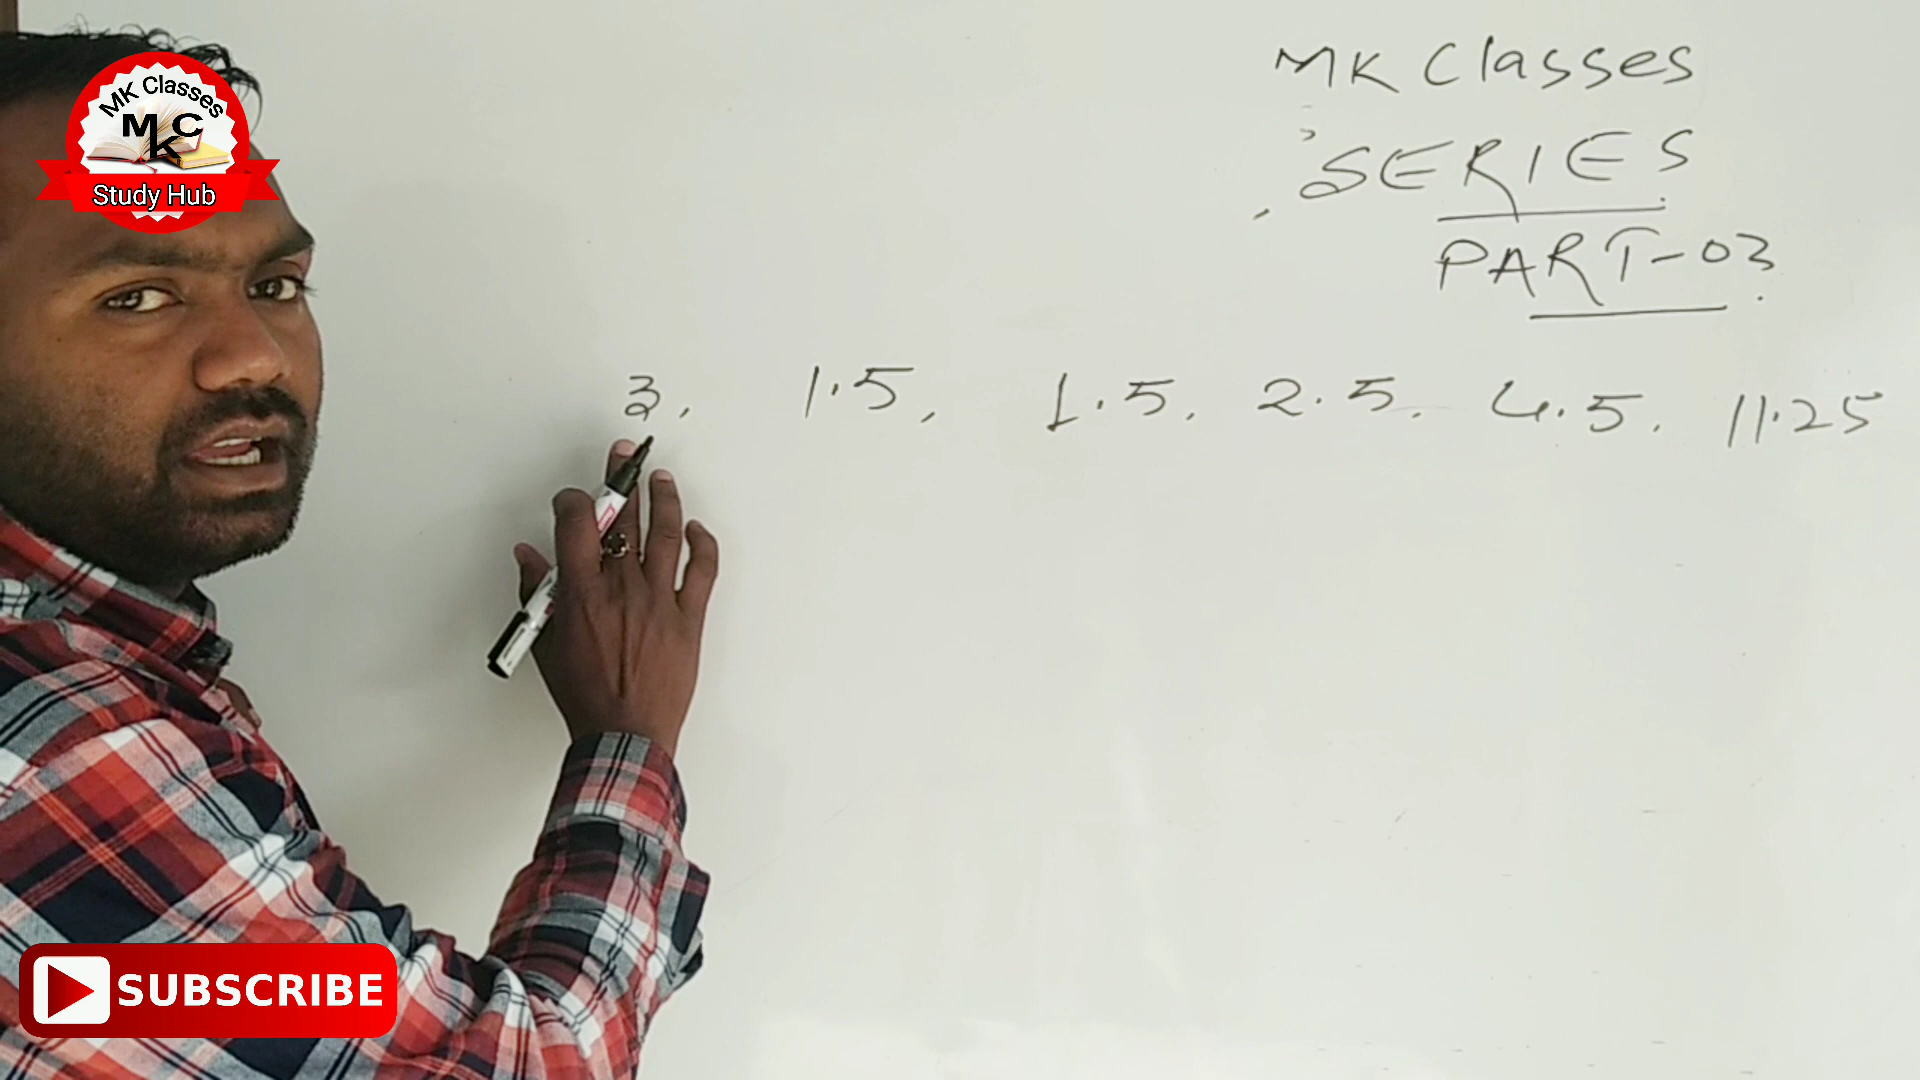 MK Classes
MKC
Study Hub
MK Classes
SERIES
PART-03
3, 1.5, 1.5, 2.5, 4.5, 11.25
SUBSCRIBE